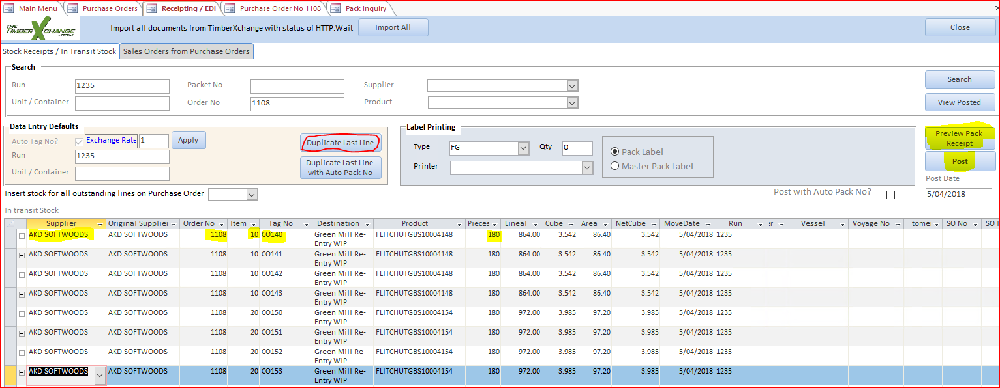 Main Menu Purchase Orders Receipting / EDI Purchase Order No 1108 Pack Inquiry
THE TIMBERXCHANGE .COM Import all documents from TimberXchange with status of HTTP:Wait Import All Close
Stock Receipts / In Transit Stock Sales Orders from Purchase Orders
Search
Run 1235 Packet No Supplier Search
Unit / Container Order No 1108 Product View Posted
Data Entry Defaults Label Printing
Auto Tag No? Exchange Rate 1 Apply Duplicate Last Line Type FG Qty 0 Pack Label Preview Pack Receipt
Run 1235
Unit / Container Duplicate Last Line with Auto Pack No Printer Master Pack Label Post
Post Date
Insert stock for all outstanding lines on Purchase Order Post with Auto Pack No? 5/04/2018
In transit Stock
Supplier Original Supplier Order No Item Tag No Destination Product Pieces Lineal Cube Area NetCube MoveDate Run er Vessel Voyage No tome SO No SO
AKD SOFTWOODS AKD SOFTWOODS 1108 10 CO140 Green Mill Re-Entry WIP FLITCHUTGBS10004148 180 864.00 3.542 86.40 3.542 5/04/2018 1235
AKD SOFTWOODS AKD SOFTWOODS 1108 10 CO141 Green Mill Re-Entry WIP FLITCHUTGBS10004148 180 864.00 3.542 86.40 3.542 5/04/2018 1235
AKD SOFTWOODS AKD SOFTWOODS 1108 10 CO142 Green Mill Re-Entry WIP FLITCHUTGBS10004148 180 864.00 3.542 86.40 3.542 5/04/2018 1235
AKD SOFTWOODS AKD SOFTWOODS 1108 10 CO143 Green Mill Re-Entry WIP FLITCHUTGBS10004148 180 864.00 3.542 86.40 3.542 5/04/2018 1235
AKD SOFTWOODS AKD SOFTWOODS 1108 20 CO150 Green Mill Re-Entry WIP FLITCHUTGBS10004154 180 972.00 3.985 97.20 3.985 5/04/2018 1235
AKD SOFTWOODS AKD SOFTWOODS 1108 20 CO151 Green Mill Re-Entry WIP FLITCHUTGBS10004154 180 972.00 3.985 97.20 3.985 5/04/2018 1235
AKD SOFTWOODS AKD SOFTWOODS 1108 20 CO152 Green Mill Re-Entry WIP FLITCHUTGBS10004154 180 972.00 3.985 97.20 3.985 5/04/2018 1235
AKD SOFTWOODS AKD SOFTWOODS 1108 20 CO153 Green Mill Re-Entry WIP FLITCHUTGBS10004154 180 972.00 3.985 97.20 3.985 5/04/2018 1235